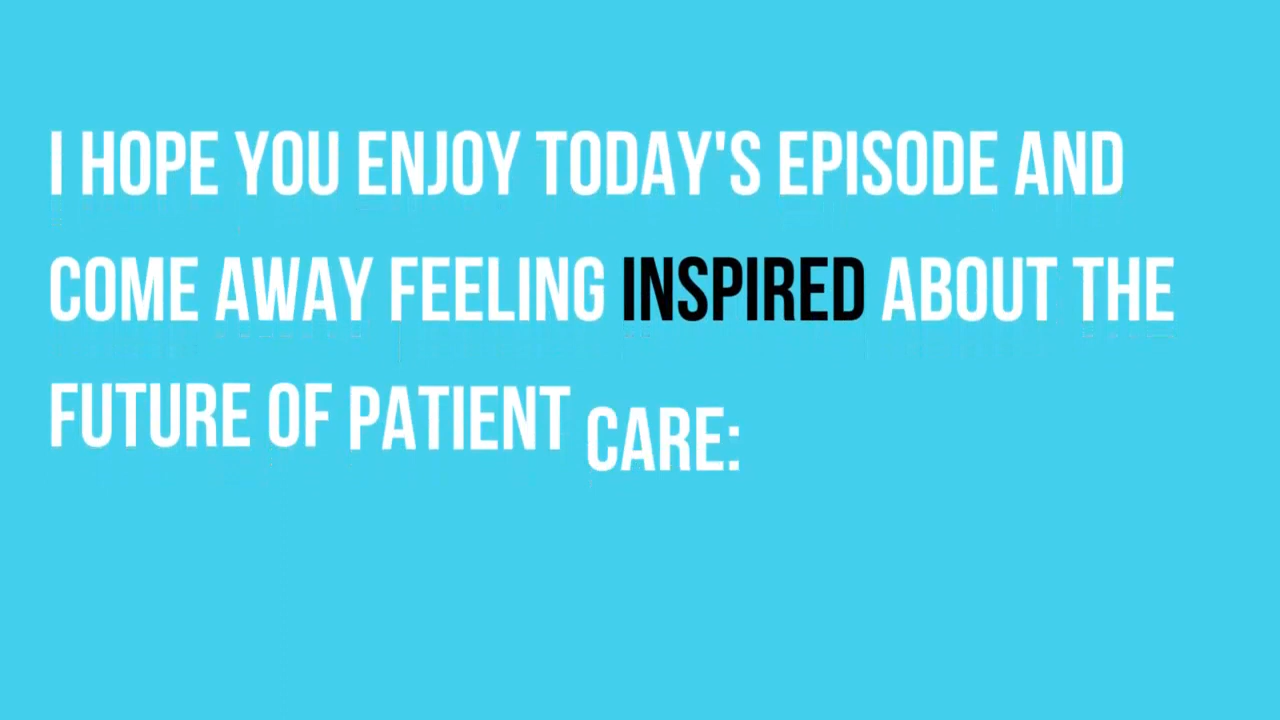 I HOPE YOU ENJOY TODAY'S EPISODE AND
COME AWAY FEELING INSPIRED ABOUT THE
FUTURE OF PATIENT CARE: